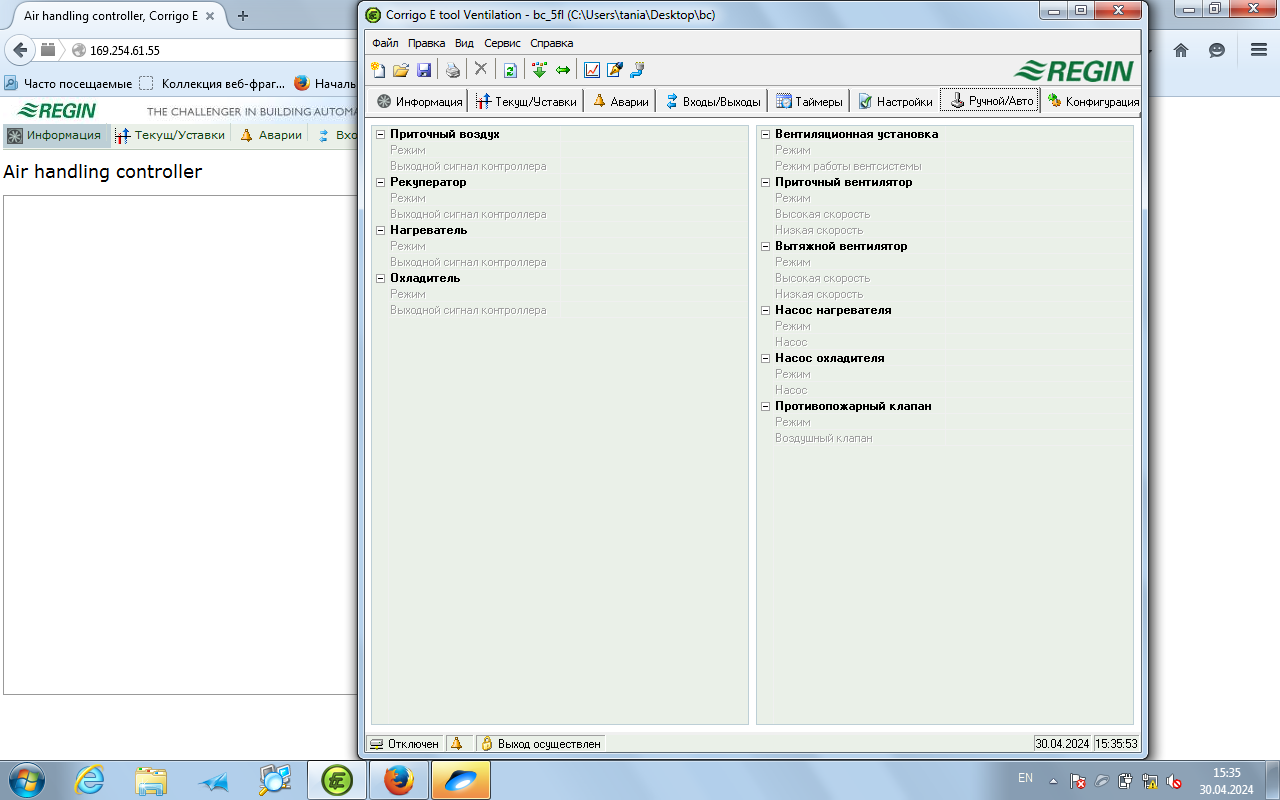 Air handling controller, Corrigo E
169.254.61.55
Часто посещаемые
Коллекция веб-фраг...
Началь
REGIN
THE CHALLENGER IN BUILDING AUTOMA
Информация
Текущ/Уставки
Аварии
Вхо
Air handling controller
Corrigo E tool Ventilation - bc_5fl (C:\Users\tania\Desktop\bc)
Файл Правка Вид Сервис Справка
REGIN
Информация
Текущ/Уставки
Аварии
Входы/Выходы
Таймеры
Настройки
Ручной/Авто
Конфигурация
Приточный воздух
Режим
Выходной сигнал контроллера
Рекуператор
Режим
Выходной сигнал контроллера
Нагреватель
Режим
Выходной сигнал контроллера
Охладитель
Режим
Выходной сигнал контроллера
Вентиляционная установка
Режим
Режим работы вентсистемы
Приточный вентилятор
Режим
Высокая скорость
Низкая скорость
Вытяжной вентилятор
Режим
Высокая скорость
Низкая скорость
Насос нагревателя
Режим
Насос
Насос охладителя
Режим
Насос
Противопожарный клапан
Режим
Воздушный клапан
Отключен
Выход осуществлен
30.04.2024
15:35:53
EN
15:35
30.04.2024